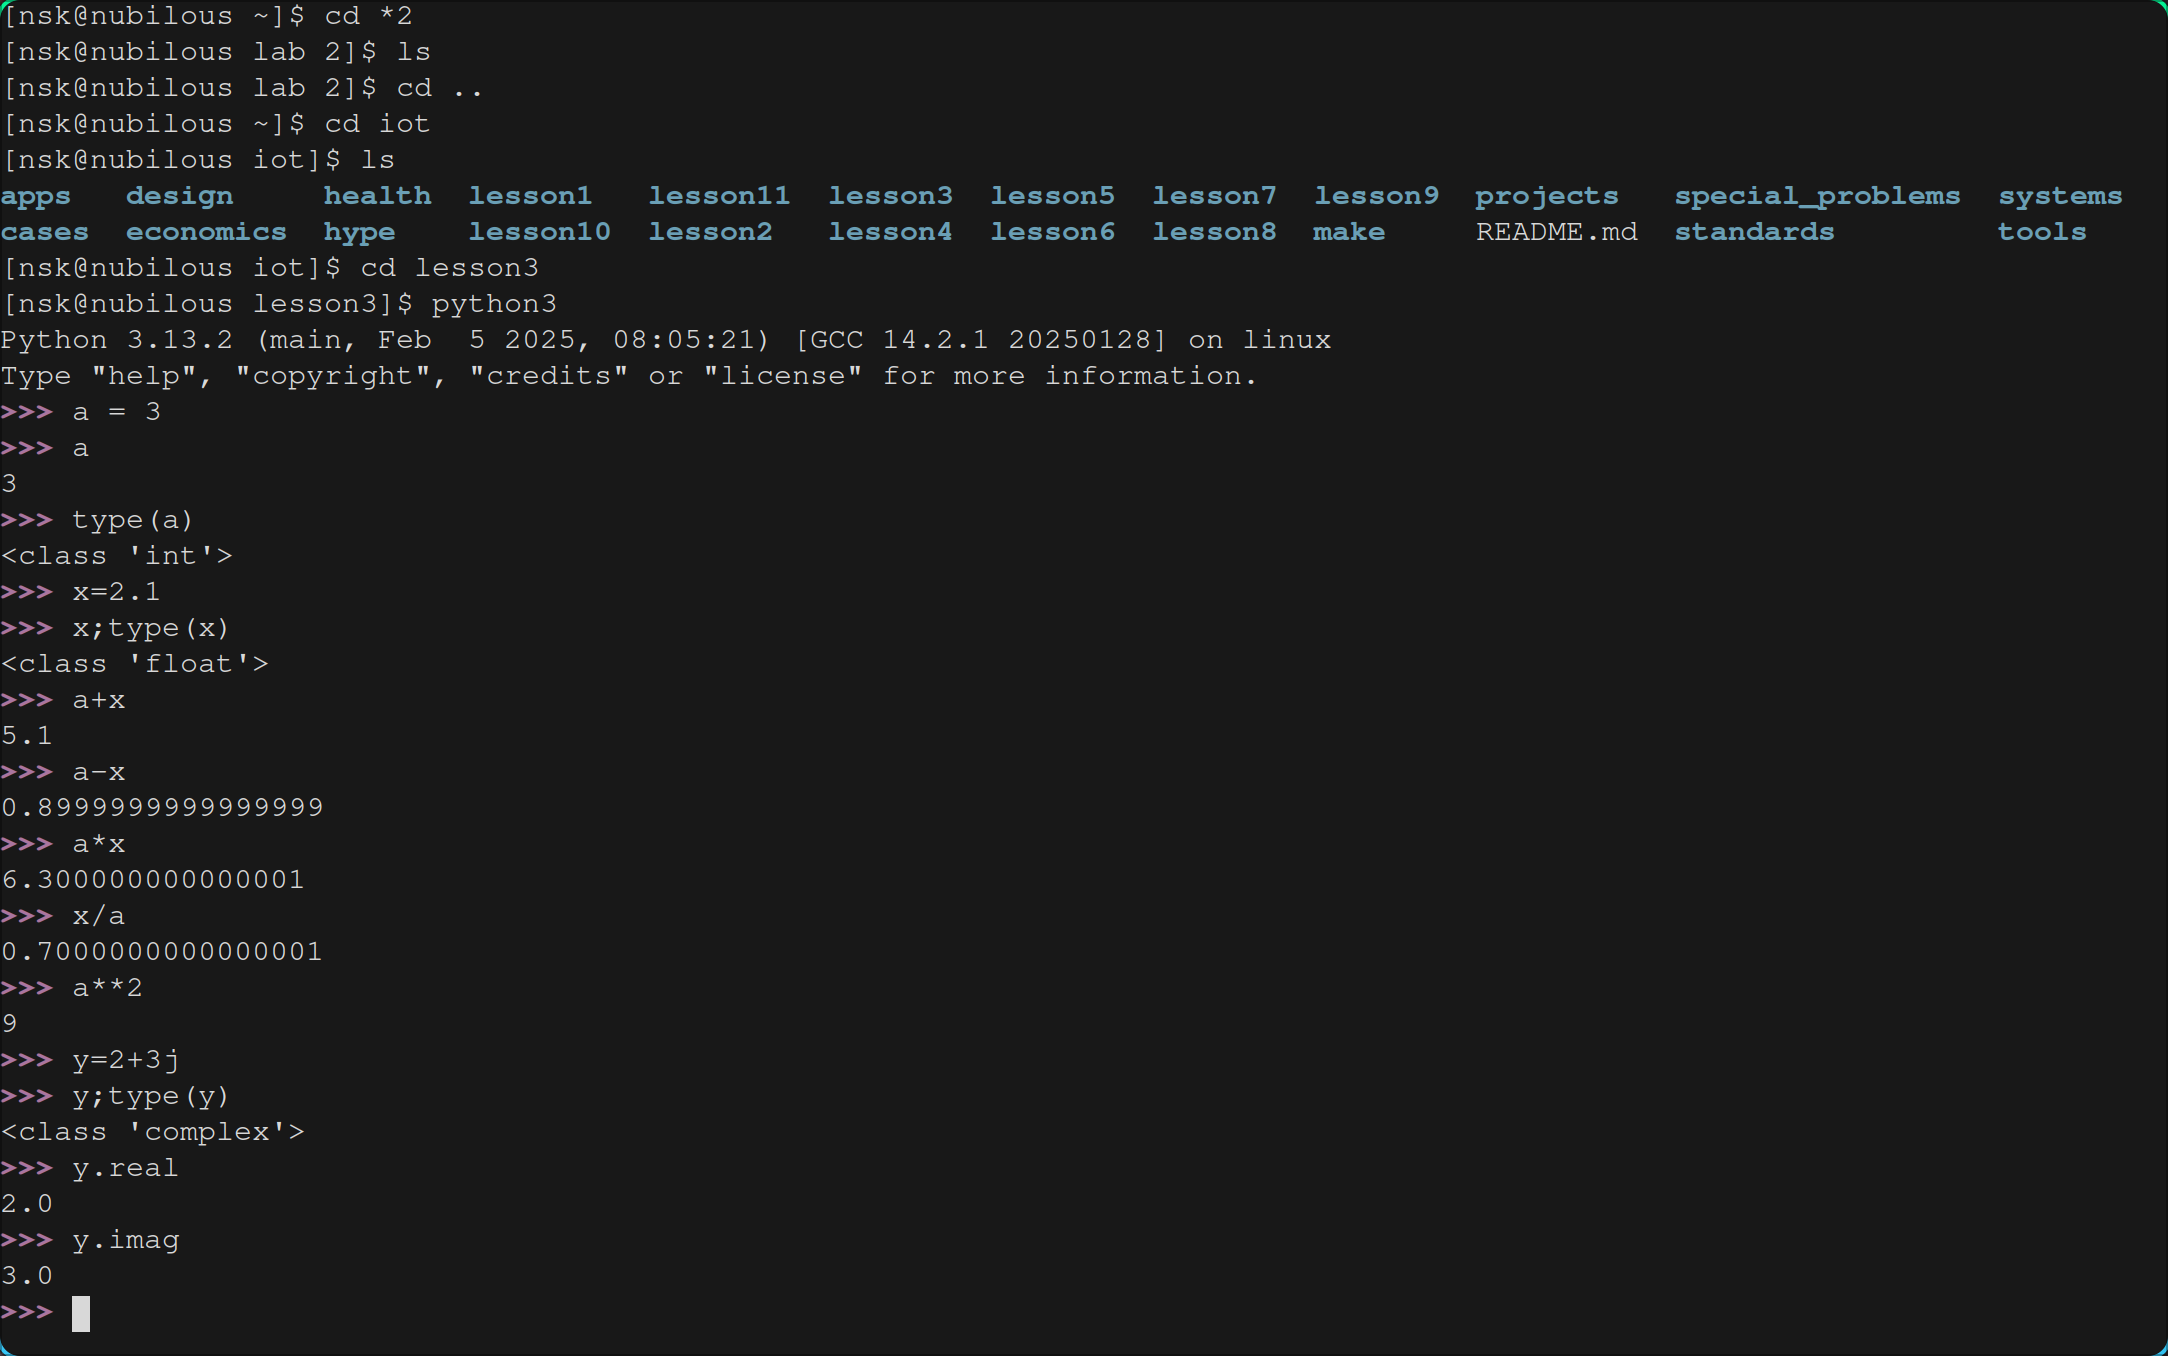 [nsk@nubilous ~]$ cd *2
[nsk@nubilous lab 2]$ ls
[nsk@nubilous lab 2]$ cd ..
[nsk@nubilous ~]$ cd iot
[nsk@nubilous iot]$ ls
apps   design     health  lesson1   lesson11  lesson3  lesson5  lesson7  lesson9  projects   special_problems  systems
cases  economics  hype    lesson10  lesson2   lesson4  lesson6  lesson8  make     README.md  standards         tools
[nsk@nubilous iot]$ cd lesson3
[nsk@nubilous lesson3]$ python3
Python 3.13.2 (main, Feb  5 2025, 08:05:21) [GCC 14.2.1 20250128] on linux
Type "help", "copyright", "credits" or "license" for more information.
>>> a = 3
>>> a
3
>>> type(a)
<class 'int'>
>>> x=2.1
>>> x;type(x)
<class 'float'>
>>> a+x
5.1
>>> a-x
0.8999999999999999
>>> a*x
6.300000000000001
>>> x/a
0.7000000000000001
>>> a**2
9
>>> y=2+3j
>>> y;type(y)
<class 'complex'>
>>> y.real
2.0
>>> y.imag
3.0
>>>